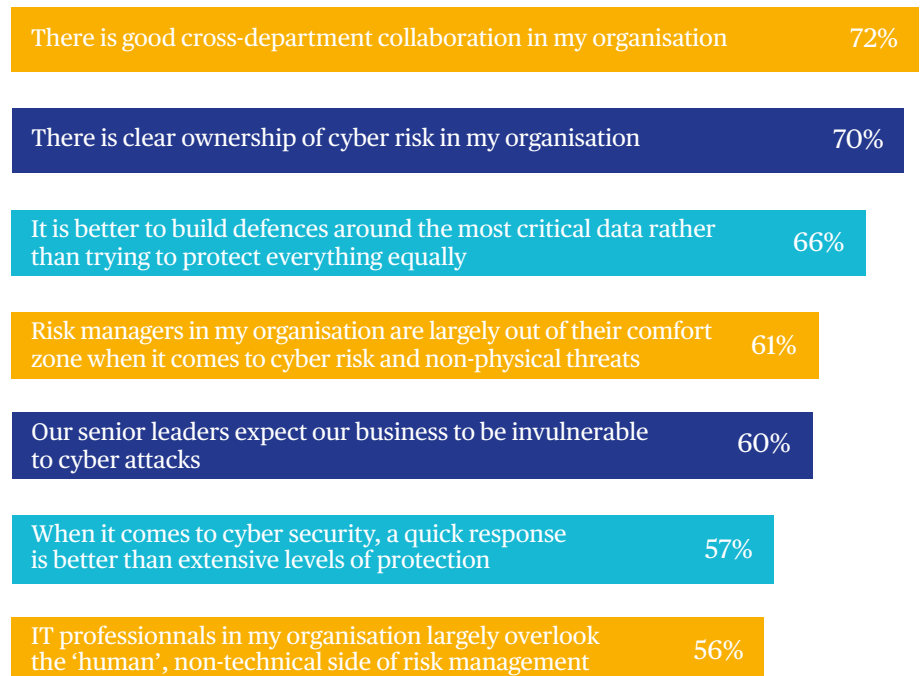 There is good cross-department collaboration in my organisation 72%
There is clear ownership of cyber risk in my organisation 70%
It is better to build defences around the most critical data rather
than trying to protect everything equally
66%
Risk managers in my organisation are largely out of their comfort
zone when it comes to cyber risk and non-physical threats
61%
Our senior leaders expect our business to be invulnerable
to cyber attacks
60%
When it comes to cyber security, a quick response
is better than extensive levels of protection
57%
IT professionnals in my organisation largely overlook
the ‘human’, non-technical side of risk management
56%